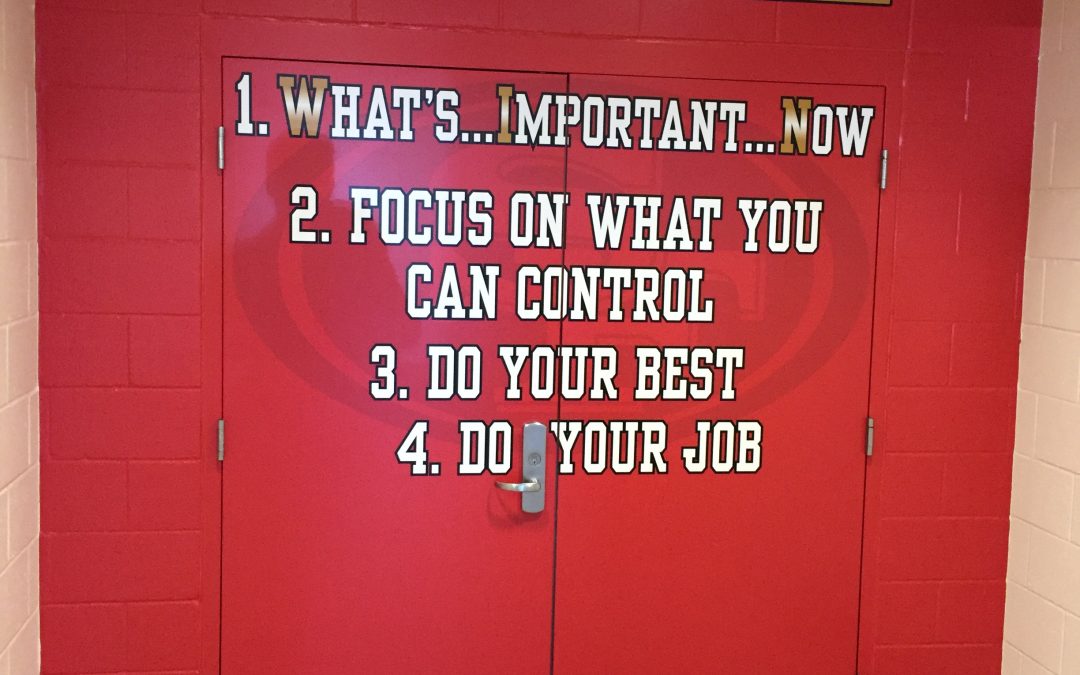 1. WHAT'S...IMPORTANT...NOW
2. FOCUS ON WHAT YOU
CAN CONTROL
3. DO YOUR BEST
4. DO YOUR JOB